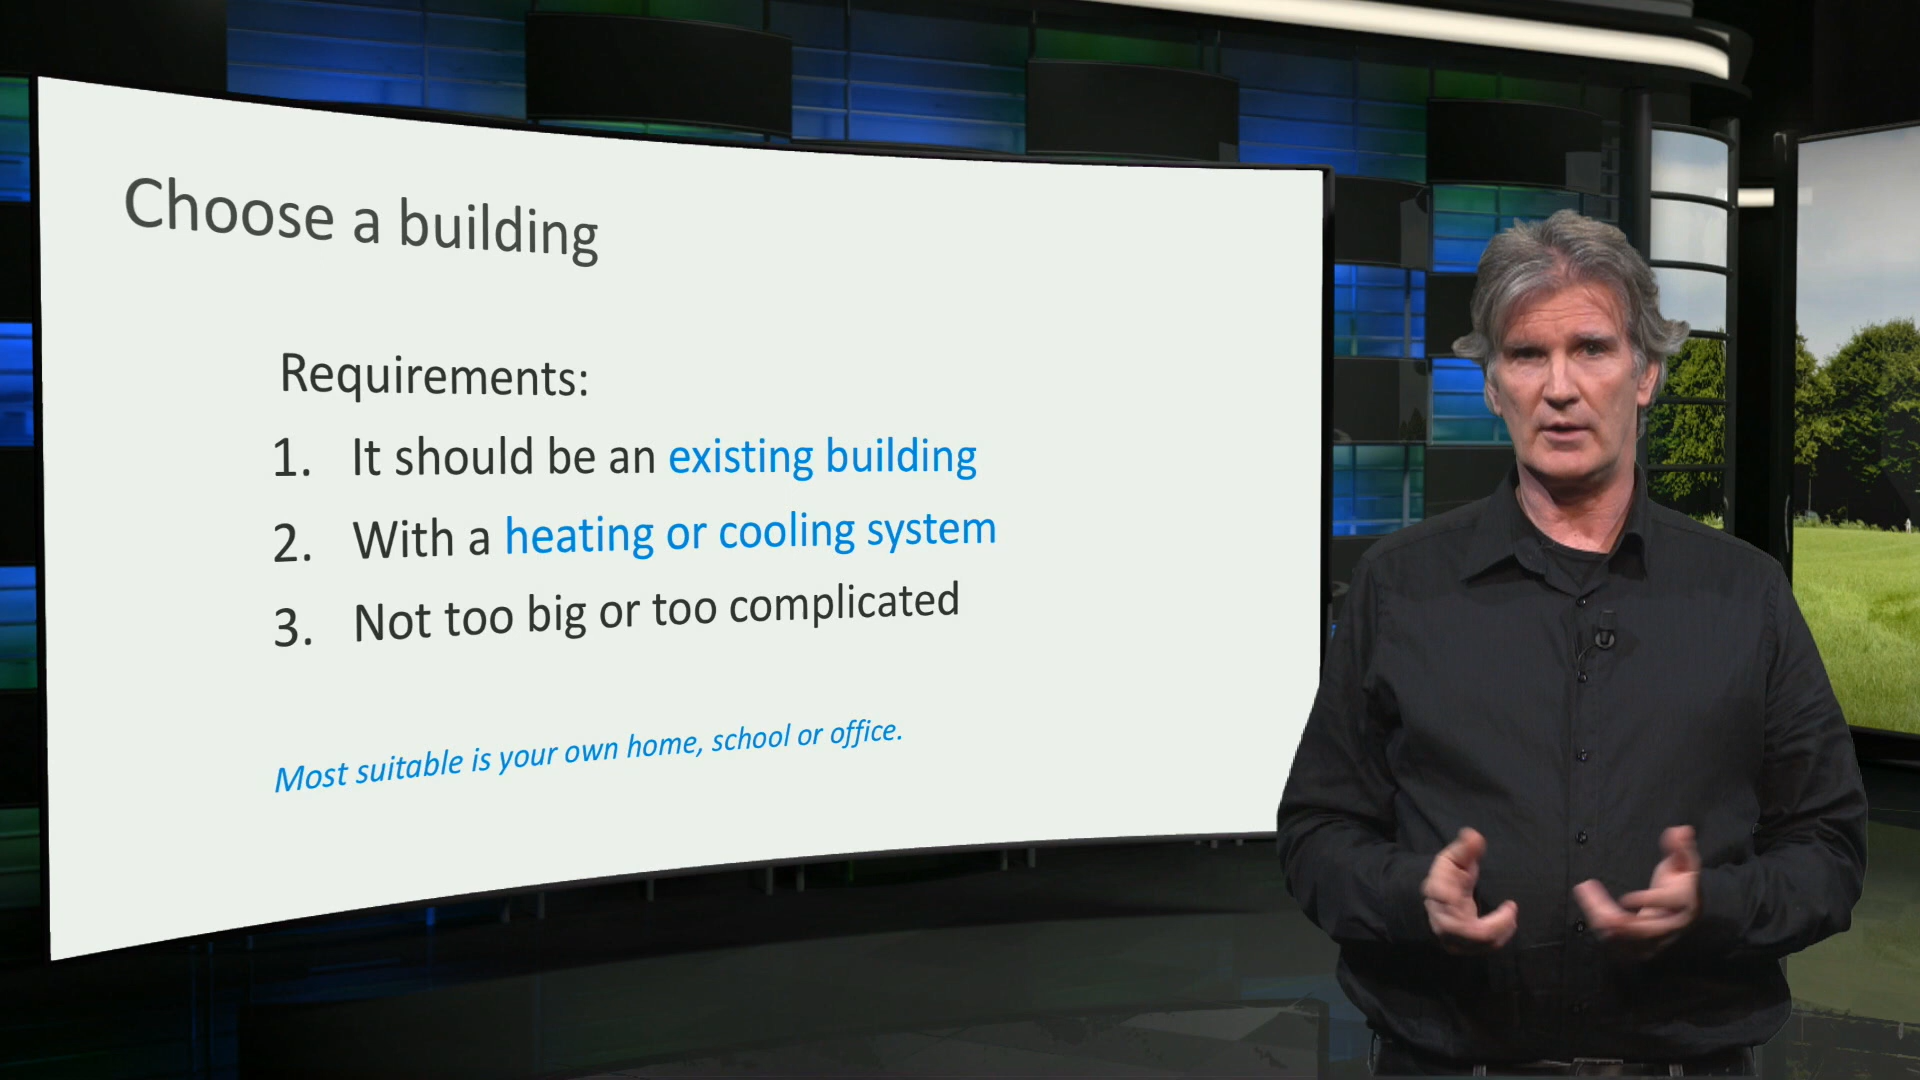 Choose a building
Requirements:
1. It should be an existing building
2. With a heating or cooling system
3. Not too big or too complicated
Most suitable is your own home, school or office.